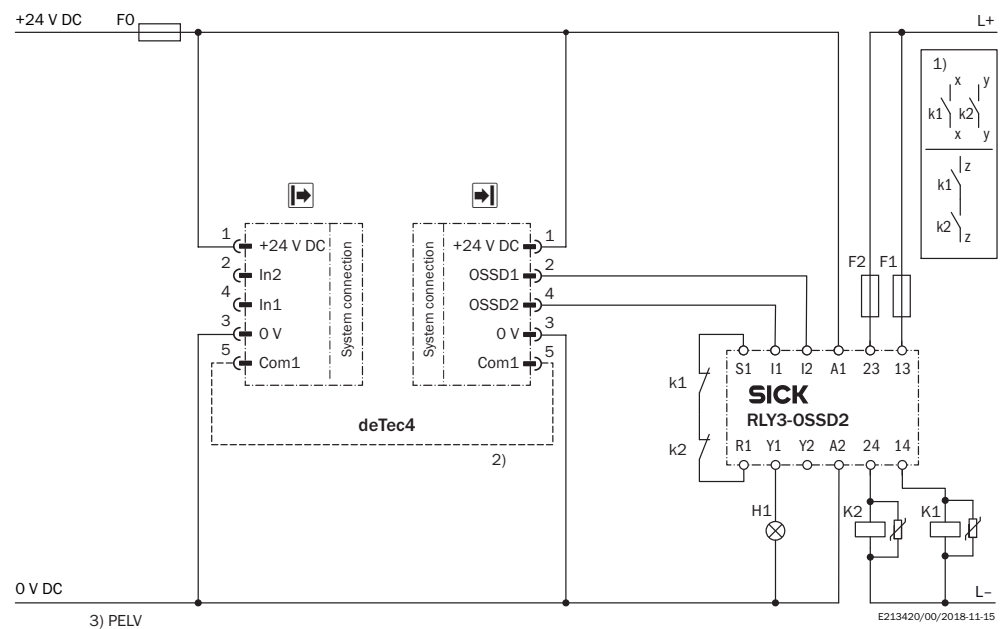 +24 V DC
F0
L+
1)
x
y
k1
k2
x
y
z
k1
k2
z
1
+24 V DC
2
In2
4
In1
3
0 V
5
Com1
System connection
System connection
+24 V DC
1
OSSD1
2
OSSD2
4
0 V
3
Com1
5
deTec4
2)
F2
F1
k1
k2
S1
I1
I2
A1
23
13
SICK
RLY3-OSSD2
R1
Y1
Y2
A2
24
14
H1
K2
K1
0 V DC
L–
3) PELV
E213420/00/2018-11-15